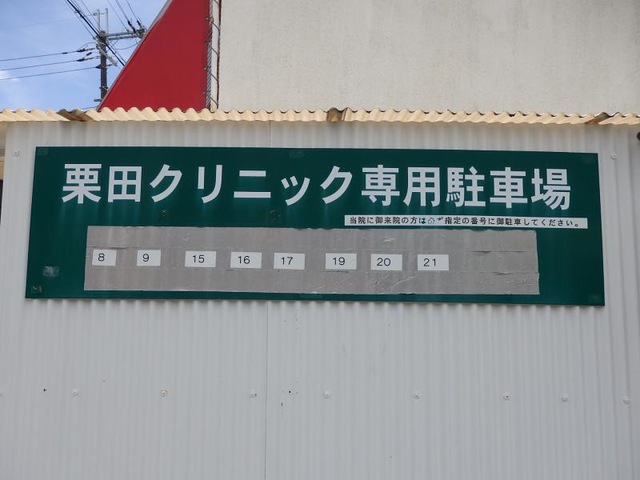 栗田クリニック専用駐車場
当院に御来院の方は必ず指定の番号に御駐車してください。
8 9 15 16 17 19 20 21